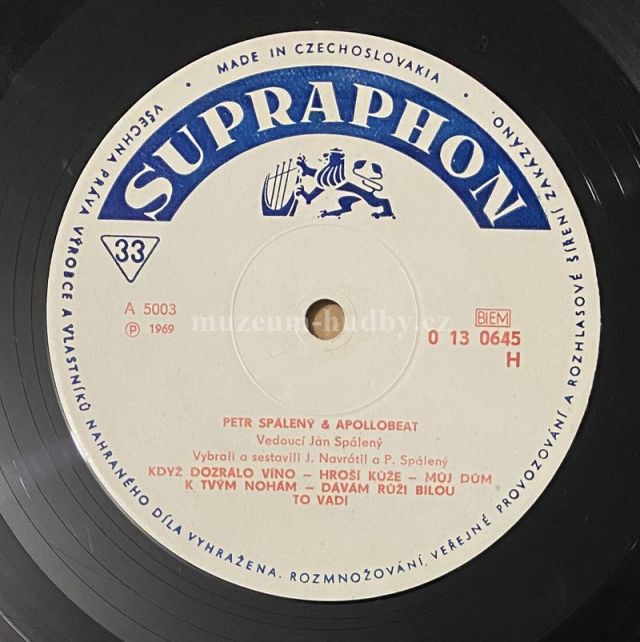 MADE IN CZECHOSLOVAKIA
SUPRAPHON
33
A 5003
℗ 1969
muzeum-hudby.cz
BIEM
0 13 0645
H
PETR SPÁLENÝ & APOLLOBEAT
Vedoucí Jan Spálený
Vybrali a sestavili J. Navrátil a P. Spálený
KDYŽ DOZRÁLO VÍNO – HROŠÍ KŮŽE – MŮJ DŮM
K TVÝM NOHÁM – DÁVÁM RŮŽI BÍLOU
TO VADÍ
VŠECHNA PRÁVA VÝROBCE A VLASTNÍKŮ NAHRANÉHO DÍLA VYHRAŽENA. ROZMNOŽOVÁNÍ, VEŘEJNÉ PROVOZOVÁNÍ A ROZHLASOVÉ ŠÍŘENÍ ZAKÁZÁNO.